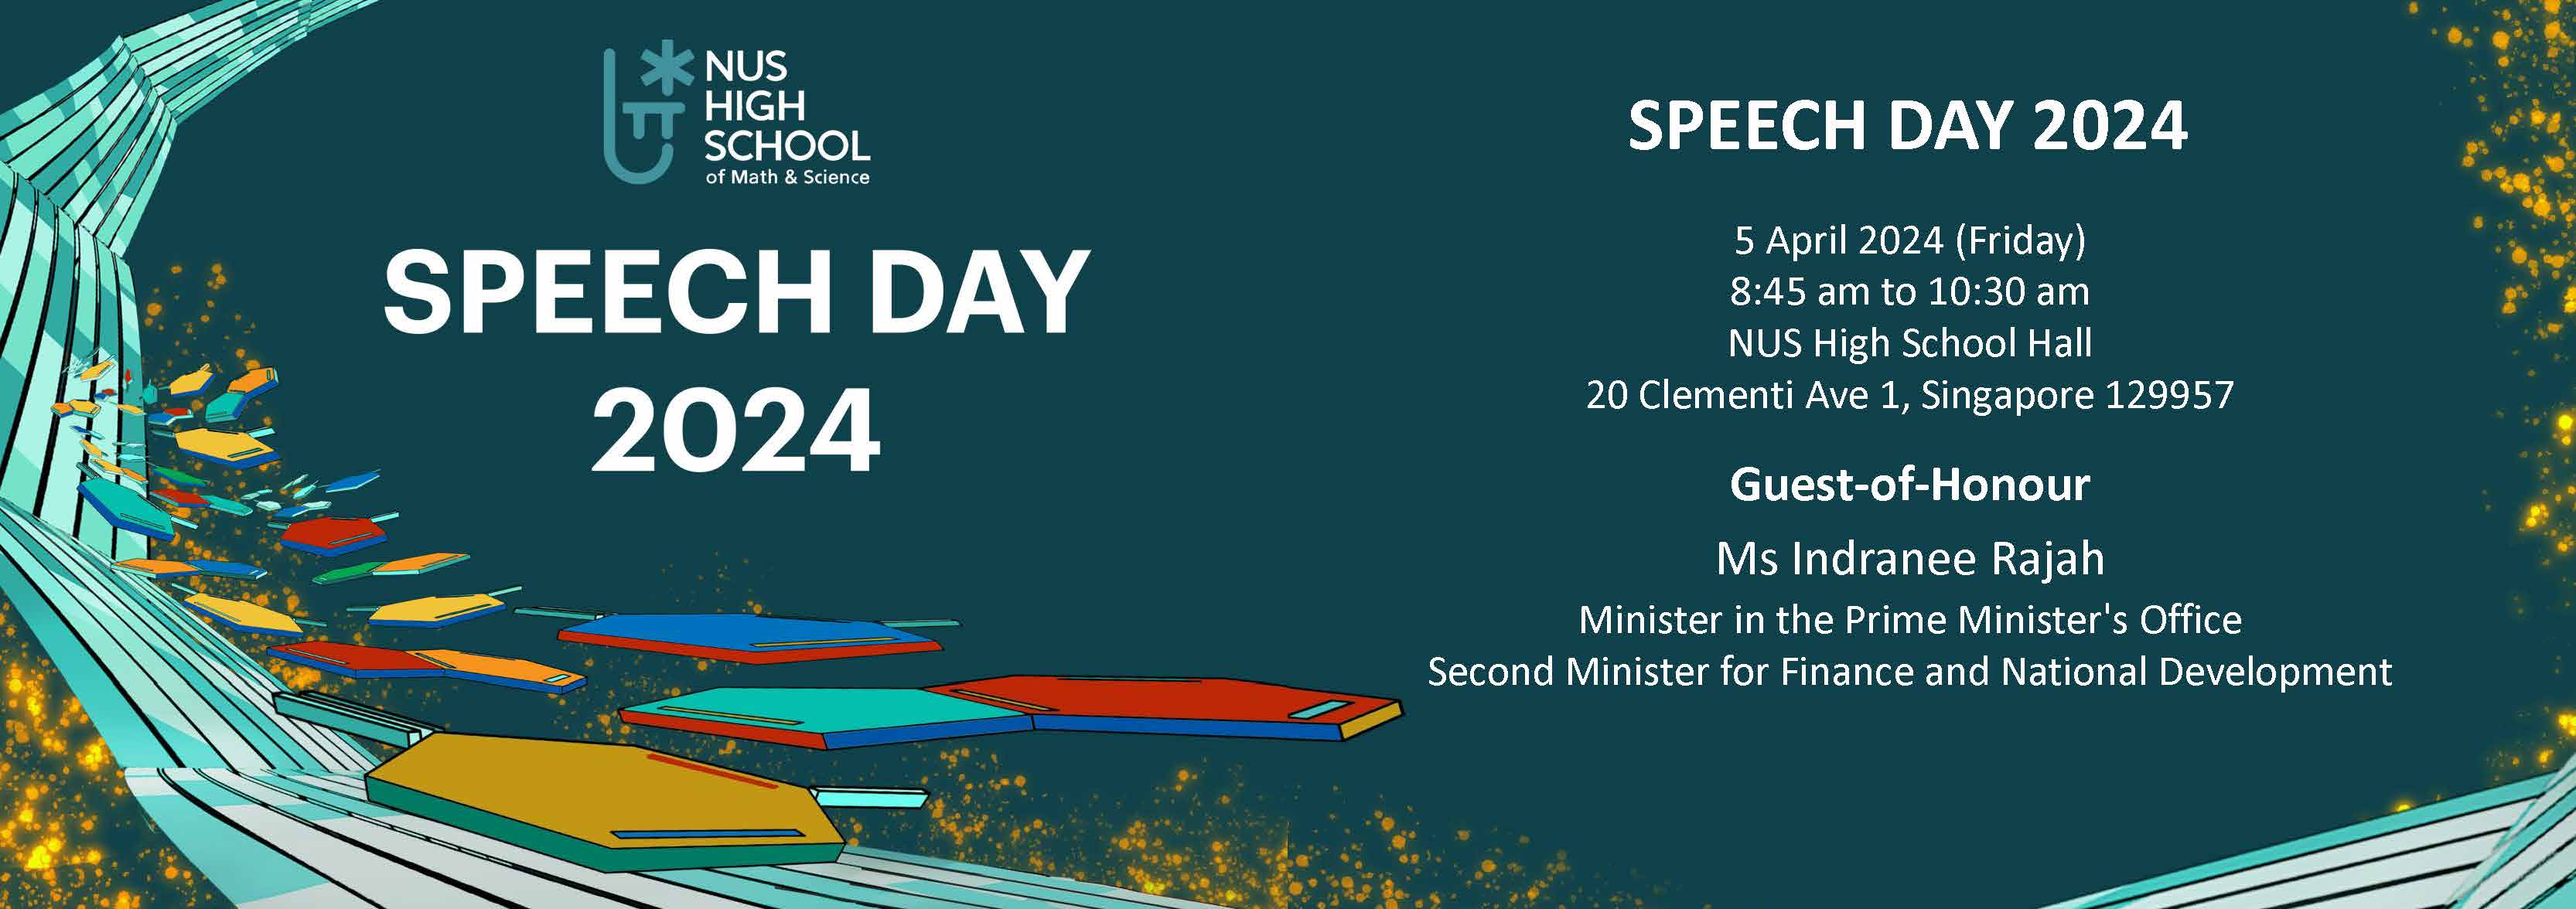 NUS
HIGH
SCHOOL
of Math & Science
SPEECH DAY
2024
SPEECH DAY 2024
5 April 2024 (Friday)
8:45 am to 10:30 am
NUS High School Hall
20 Clementi Ave 1, Singapore 129957
Guest-of-Honour
Ms Indranee Rajah
Minister in the Prime Minister's Office
Second Minister for Finance and National Development